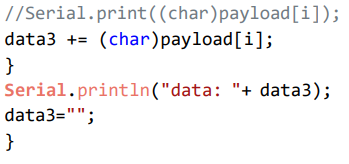 //Serial.print((char)payload[i]);
data3 += (char)payload[i];
}
Serial.println("data: "+ data3);
data3="";
}